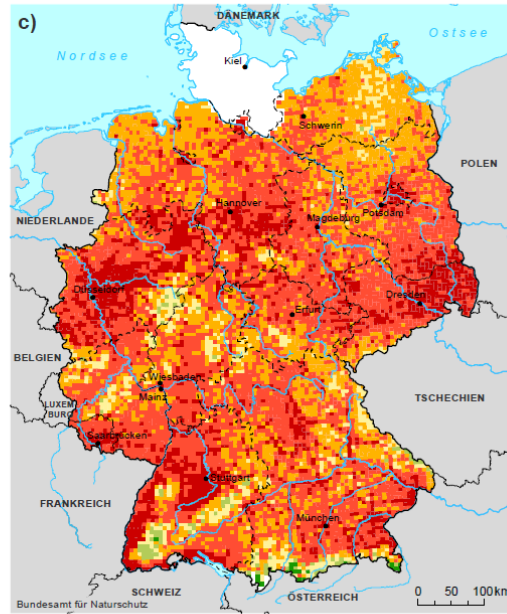 c)
DÄNEMARK
Nordsee
Ostsee
Kiel
Schwerin
POLEN
NIEDERLANDE
Hannover
Magdeburg
Potsdam
Düsseldorf
Erfurt
Dresden
BELGIEN
Wiesbaden
Mainz
LUXEM
BURG
TSCHECHIEN
Saarbrücken
Stuttgart
FRANKREICH
München
SCHWEIZ
ÖSTERREICH
0 50 100 km
Bundesamt für Naturschutz